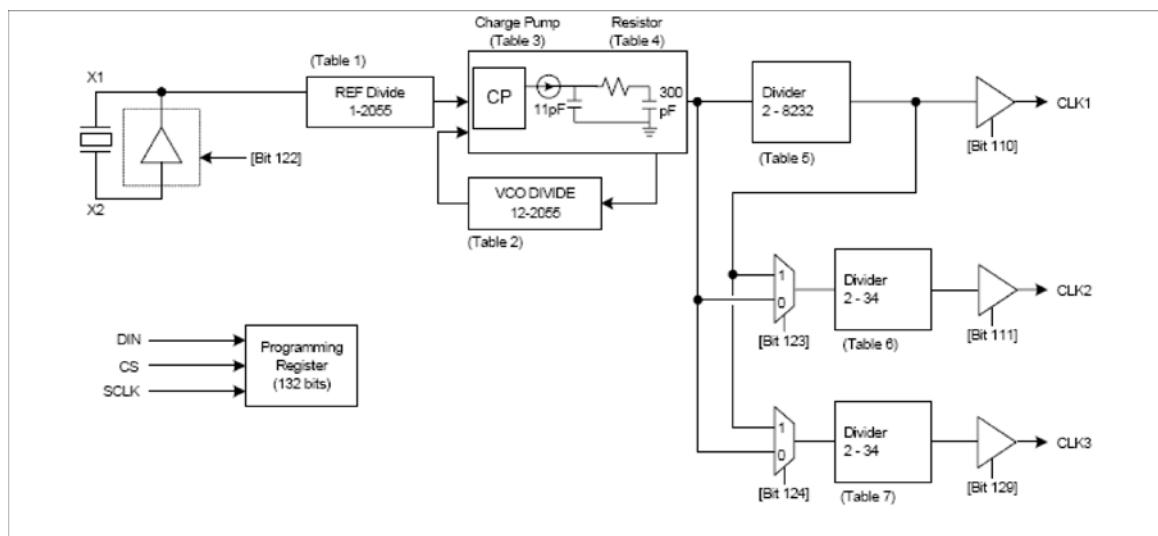 Charge Pump
(Table 3)
Resistor
(Table 4)
(Table 1)
X1
REF Divide
1-2055
CP
11pF
300
pF
Divider
2 - 8232
(Table 5)
CLK1
[Bit 110]
[Bit 122]
X2
VCO DIVIDE
12-2055
(Table 2)
1
0
[Bit 123]
Divider
2 - 34
(Table 6)
[Bit 111]
CLK2
DIN
CS
SCLK
Programming
Register
(132 bits)
1
0
[Bit 124]
Divider
2 - 34
(Table 7)
[Bit 129]
CLK3